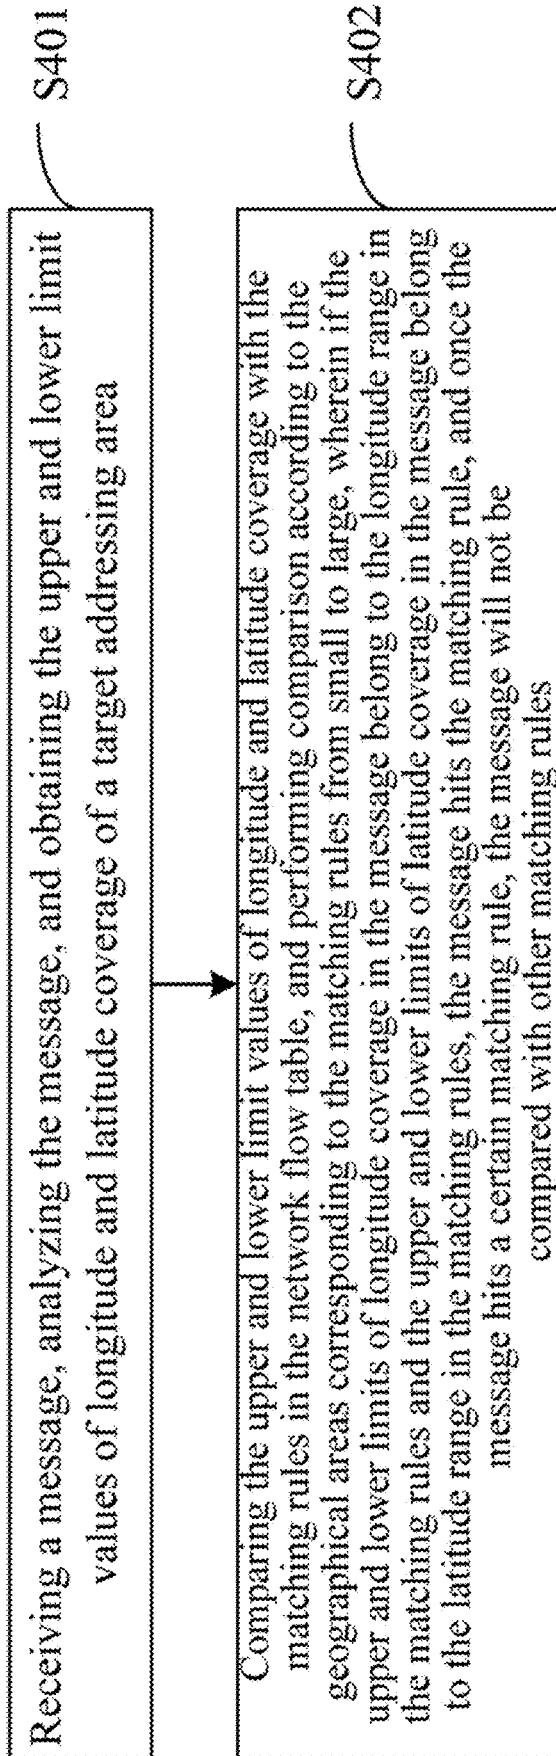 Receiving a message, analyzing the message, and obtaining the upper and lower limit
values of longitude and latitude coverage of a target addressing area
S401
Comparing the upper and lower limit values of longitude and latitude coverage with the
matching rules in the network flow table, and performing comparison according to the
geographical areas corresponding to the matching rules from small to large, wherein if the
upper and lower limits of longitude coverage in the message belong to the longitude range in
the matching rules and the upper and lower limits of latitude coverage in the message belong
to the latitude range in the matching rules, the message hits the matching rule, and once the
message hits a certain matching rule, the message will not be
compared with other matching rules
S402